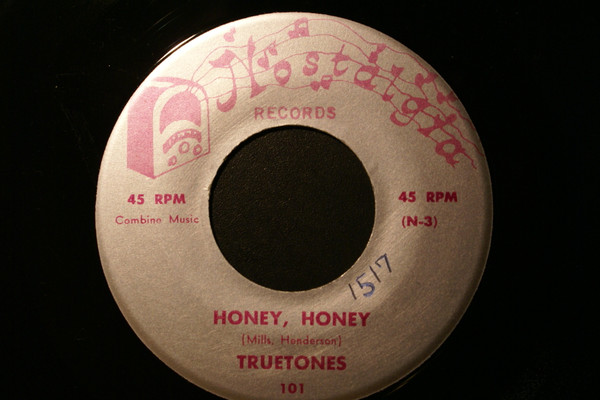 Nostalgia
RECORDS
45 RPM
Combine Music
45 RPM
(N-3)
1517
HONEY, HONEY
(Mills, Henderson)
TRUETONES
101